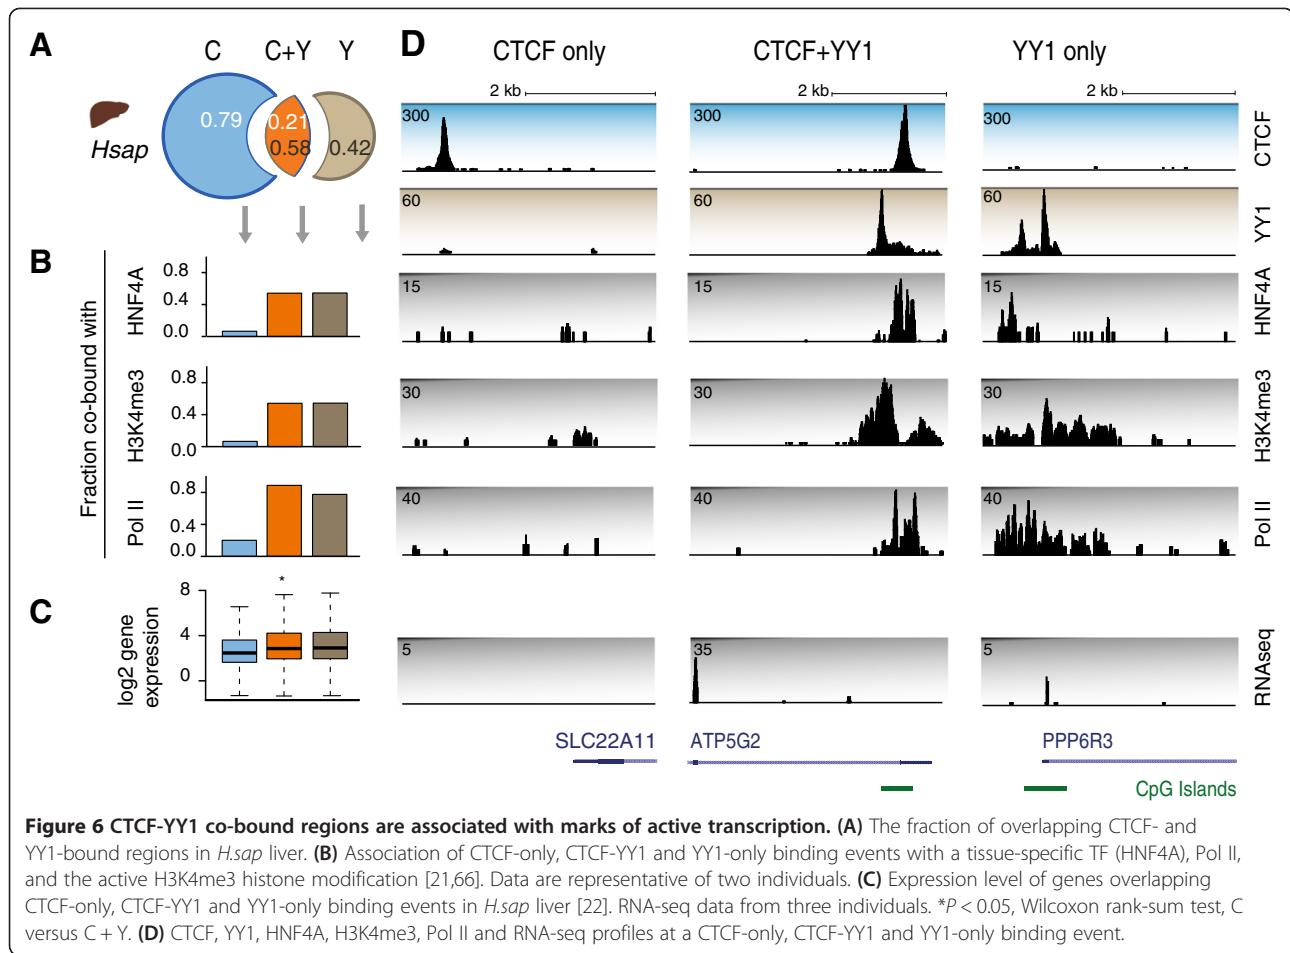 A
C C+Y Y
Hsap
0.79
0.21
0.58
0.42
B
Fraction co-bound with
HNF4A
0.8
0.4
0.0
H3K4me3
0.8
0.4
0.0
Pol II
0.8
0.4
0.0
C
log2 gene
expression
8
4
0
*
D
CTCF only CTCF+YY1 YY1 only
2 kb 2 kb 2 kb
300 300 300 CTCF
60 60 60 YY1
15 15 15 HNF4A
30 30 30 H3K4me3
40 40 40 Pol II
5 35 5 RNAseq
SLC22A11 ATP5G2 PPP6R3
CpG Islands
Figure 6 CTCF-YY1 co-bound regions are associated with marks of active transcription. (A) The fraction of overlapping CTCF- and
YY1-bound regions in H.sap liver. (B) Association of CTCF-only, CTCF-YY1 and YY1-only binding events with a tissue-specific TF (HNF4A), Pol II,
and the active H3K4me3 histone modification [21,66]. Data are representative of two individuals. (C) Expression level of genes overlapping
CTCF-only, CTCF-YY1 and YY1-only binding events in H.sap liver [22]. RNA-seq data from three individuals. *P < 0.05, Wilcoxon rank-sum test, C
versus C + Y. (D) CTCF, YY1, HNF4A, H3K4me3, Pol II and RNA-seq profiles at a CTCF-only, CTCF-YY1 and YY1-only binding event.